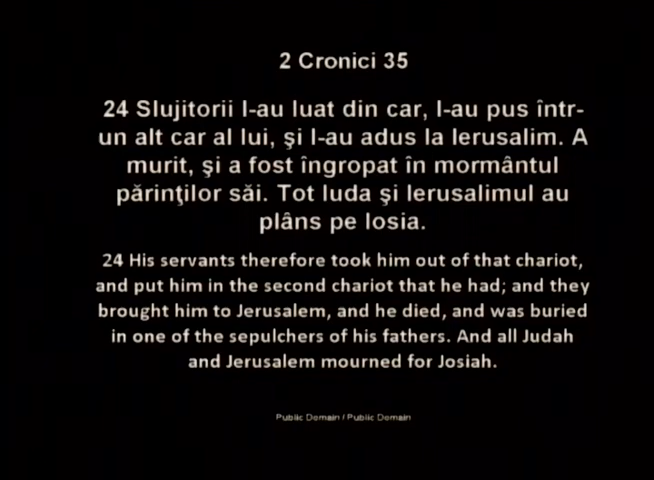 2 Cronici 35
24 Slujitorii l-au luat din car, l-au pus într-
un alt car al lui, şi l-au adus la Ierusalim. A
murit, şi a fost îngropat în mormântul
părinţilor săi. Tot Iuda şi Ierusalimul au
plâns pe Iosia.
24 His servants therefore took him out of that chariot,
and put him in the second chariot that he had; and they
brought him to Jerusalem, and he died, and was buried
in one of the sepulchers of his fathers. And all Judah
and Jerusalem mourned for Josiah.
Public Domain / Public Domain